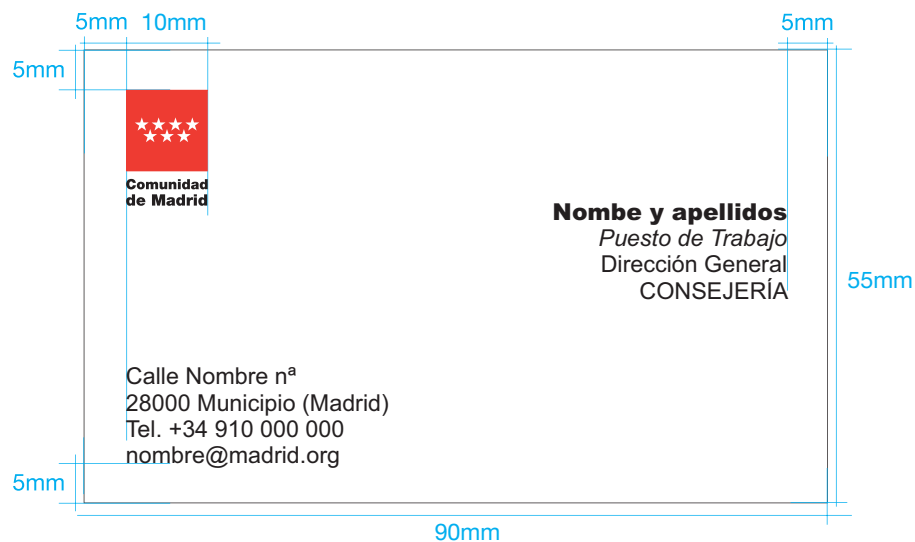 5mm 10mm 5mm
5mm
Comunidad
de Madrid
Nombe y apellidos
Puesto de Trabajo
Dirección General
CONSEJERÍA
55mm
Calle Nombre nª
28000 Municipio (Madrid)
Tel. +34 910 000 000
nombre@madrid.org
5mm
90mm